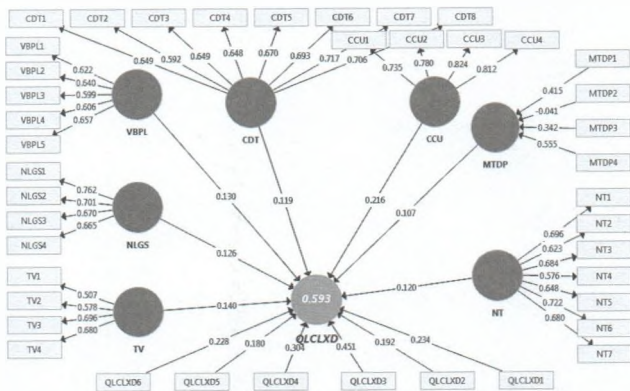 CDT1 CDT2 CDT3 CDT4 CDT5 CDT6 CDT7 CDT8
CCU1 CCU2 CCU3 CCU4
0.649 0.592 0.649 0.648 0.670 0.693 0.717 0.706
0.735 0.780 0.824 0.812
VBPL1
VBPL2
VBPL3
VBPL4
VBPL5
0.622
0.640
0.599
0.606
0.657
VBPL
CDT
CCU
MTDP1
MTDP2
MTDP3
MTDP4
0.415
-0.041
0.342
0.555
MTDP
NLGS1
NLGS2
NLGS3
NLGS4
0.762
0.701
0.670
0.665
NLGS
0.130
0.119
0.216
0.107
0.126
NT1
NT2
NT3
NT4
NT5
NT6
NT7
0.696
0.623
0.684
0.576
0.648
0.722
0.680
NT
TV1
TV2
TV3
TV4
0.507
0.578
0.696
0.680
TV
0.140
0.120
0.593
QLCLXD
0.228 0.180 0.304 0.451 0.192 0.234
QLCLXD6 QLCLXD5 QLCLXD4 QLCLXD3 QLCLXD2 QLCLXD1